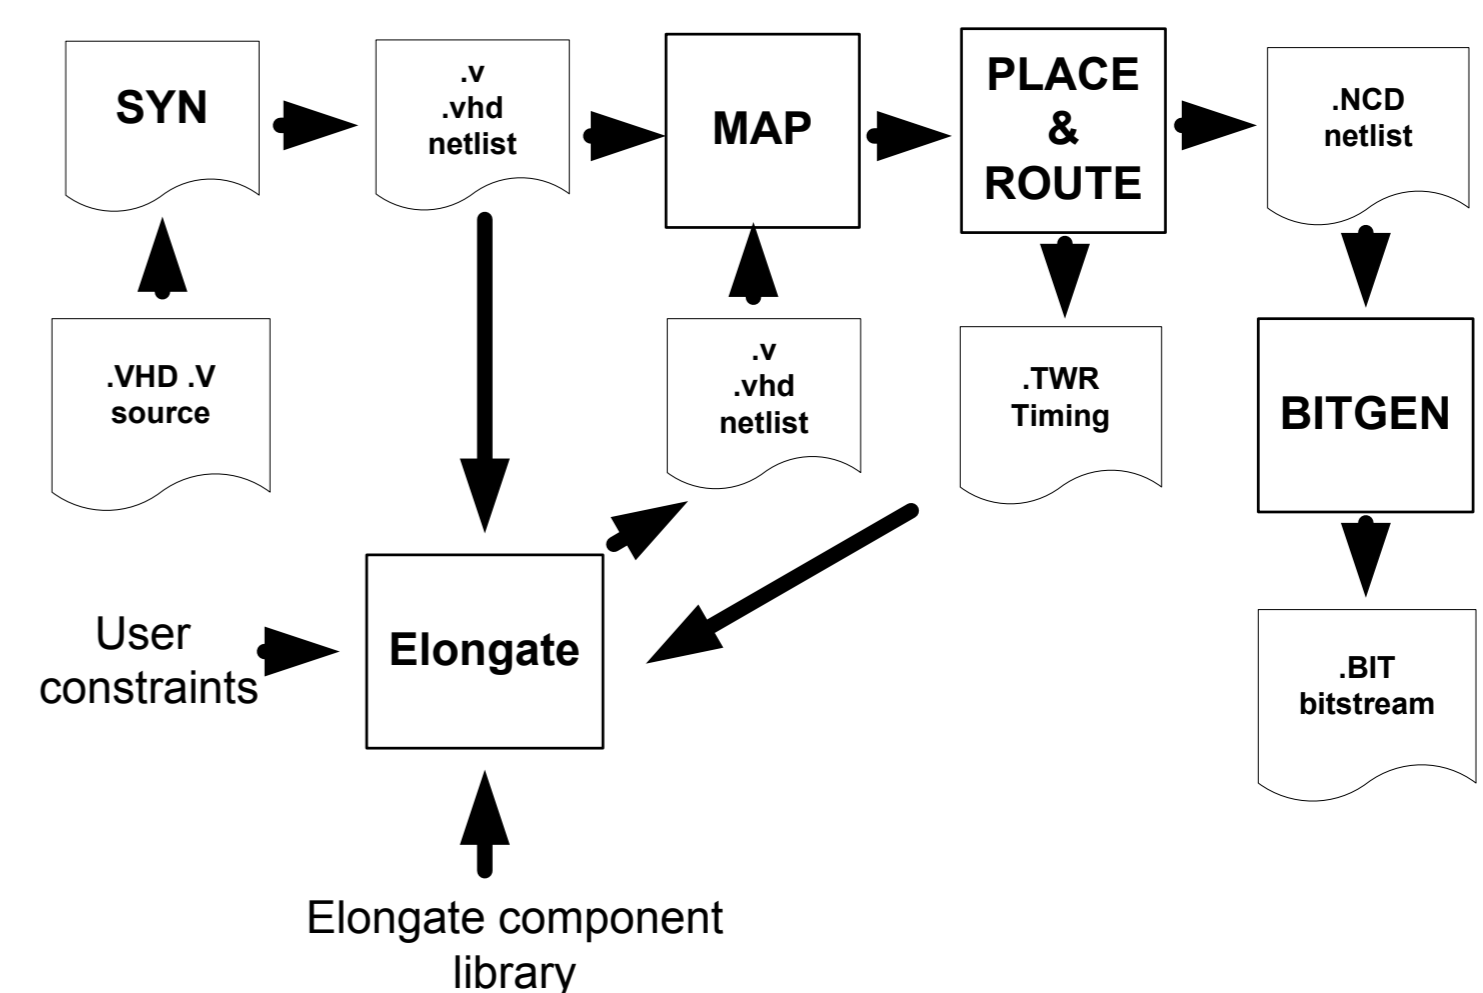 SYN
.v
.vhd
netlist
MAP
PLACE
&
ROUTE
.NCD
netlist
.VHD .V
source
.v
.vhd
netlist
.TWR
Timing
BITGEN
User
constraints
Elongate
.BIT
bitstream
Elongate component
library